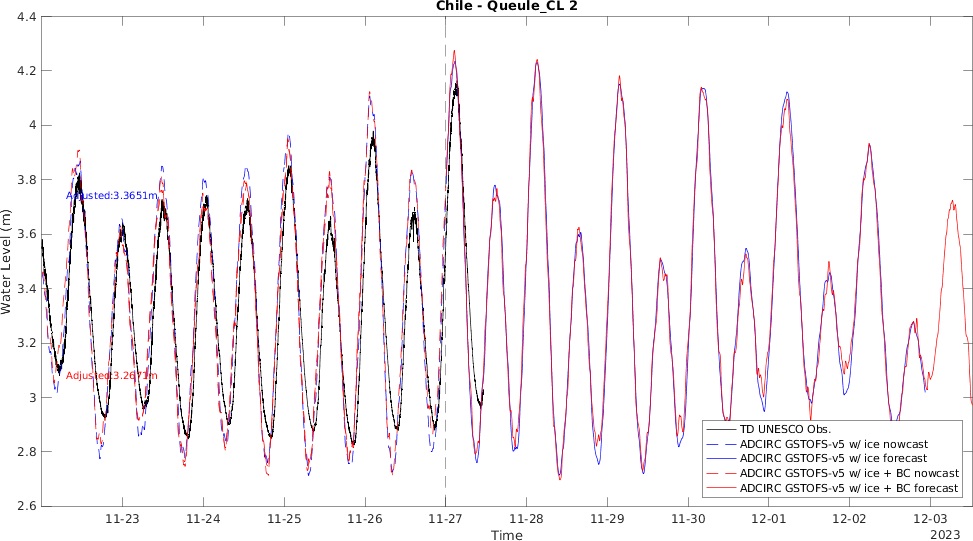 Chile - Queule_CL 2
4.4
4.2
4
3.8
3.6
3.4
3.2
3
2.8
2.6
Water Level (m)
Adjusted:3.3651m
Adjusted:3.2671m
TD UNESCO Obs.
ADCIRC GSTOFS-v5 w/ ice nowcast
ADCIRC GSTOFS-v5 w/ ice forecast
ADCIRC GSTOFS-v5 w/ ice + BC nowcast
ADCIRC GSTOFS-v5 w/ ice + BC forecast
11-23 11-24 11-25 11-26 11-27 11-28 11-29 11-30 12-01 12-02 12-03
2023
Time